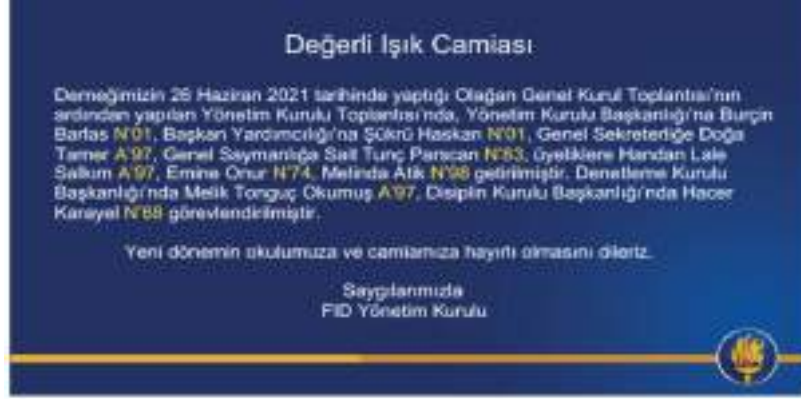 Değerli Işık Camiası
Derneğimizin 26 Haziran 2021 tarihinde yaptığı Olağan Genel Kurul Toplantısı'nın
ardından yapılan Yönetim Kurulu Toplantısı'nda, Yönetim Kurulu Başkanlığı'na Burçin
Barlas N'01, Başkan Yardımcılığı'na Şükrü Haskan N'01, Genel Sekreterliğe Doğa
Tamer A'97, Genel Saymanlığa Sait Tunç Parscan N'83, üyeliklere Handan Lale
Salkım A'97, Emine Onur N'74, Melinda Atik N'98 getirilmiştir. Denetleme Kurulu
Başkanlığı'nda Melik Tonguç Okumuş A'97, Disiplin Kurulu Başkanlığı'nda Hacer
Karayel N'88 görevlendirilmiştir.
Yeni dönemin okulumuza ve camiamıza hayırlı olmasını dileriz.
Saygılarımızla
FID Yönetim Kurulu